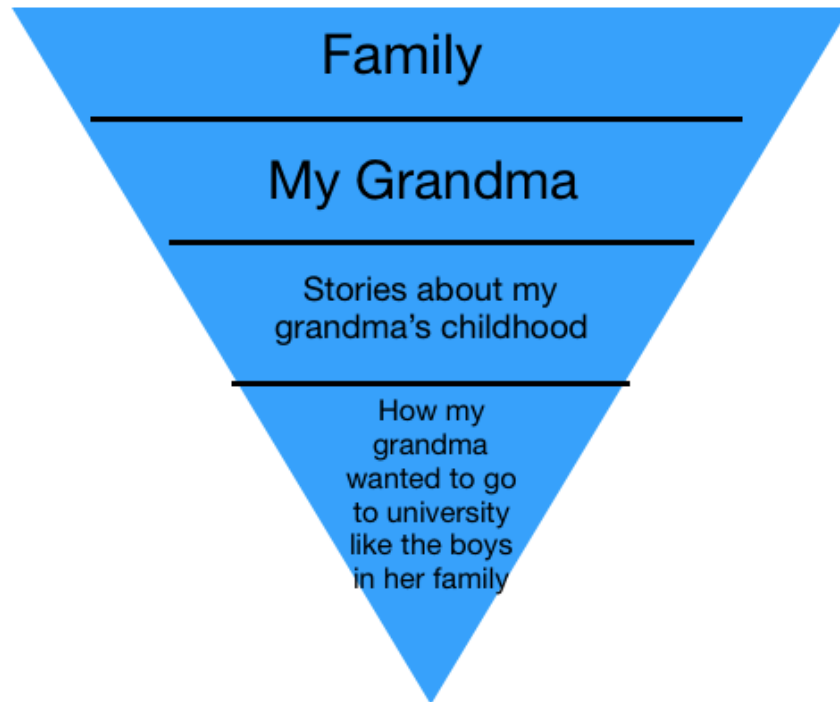 Family
My Grandma
Stories about my
grandma’s childhood
How my
grandma
wanted to go
to university
like the boys
in her family